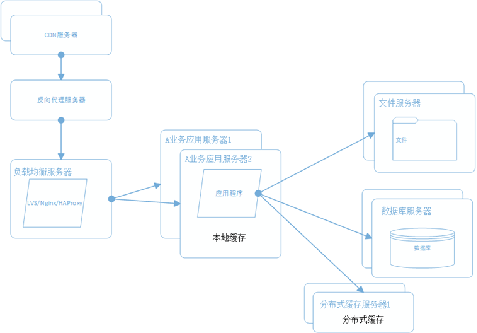 CDN服务器
反向代理服务器
负载均衡服务器
LVS/Nginx/HAProxy
A业务应用服务器1
A业务应用服务器2
应用程序
本地缓存
文件服务器
文件
数据库服务器
数据库
分布式缓存服务器1
分布式缓存